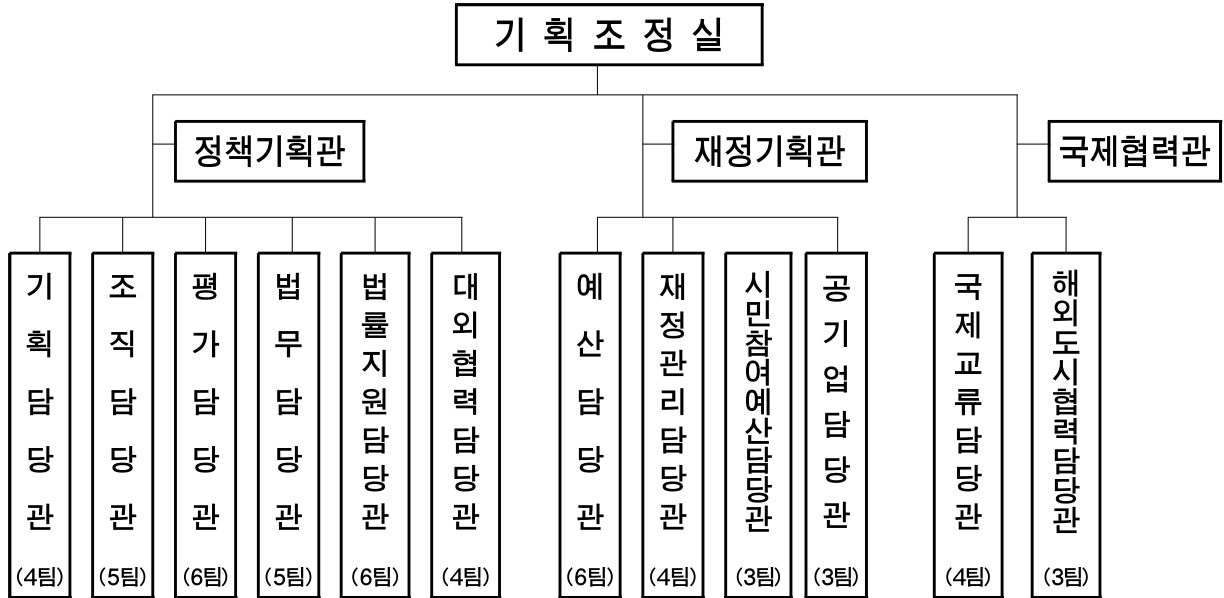 기 획 조 정 실
정책기획관
재정기획관
국제협력관
기획담당관
(4팀)
조직담당관
(5팀)
평가담당관
(6팀)
법무담당관
(5팀)
법률지원담당관
(6팀)
대외협력담당관
(4팀)
예산담당관
(6팀)
재정관리담당관
(4팀)
시민참여예산담당관
(3팀)
공기업담당관
(3팀)
국제교류담당관
(4팀)
해외도시협력담당관
(3팀)